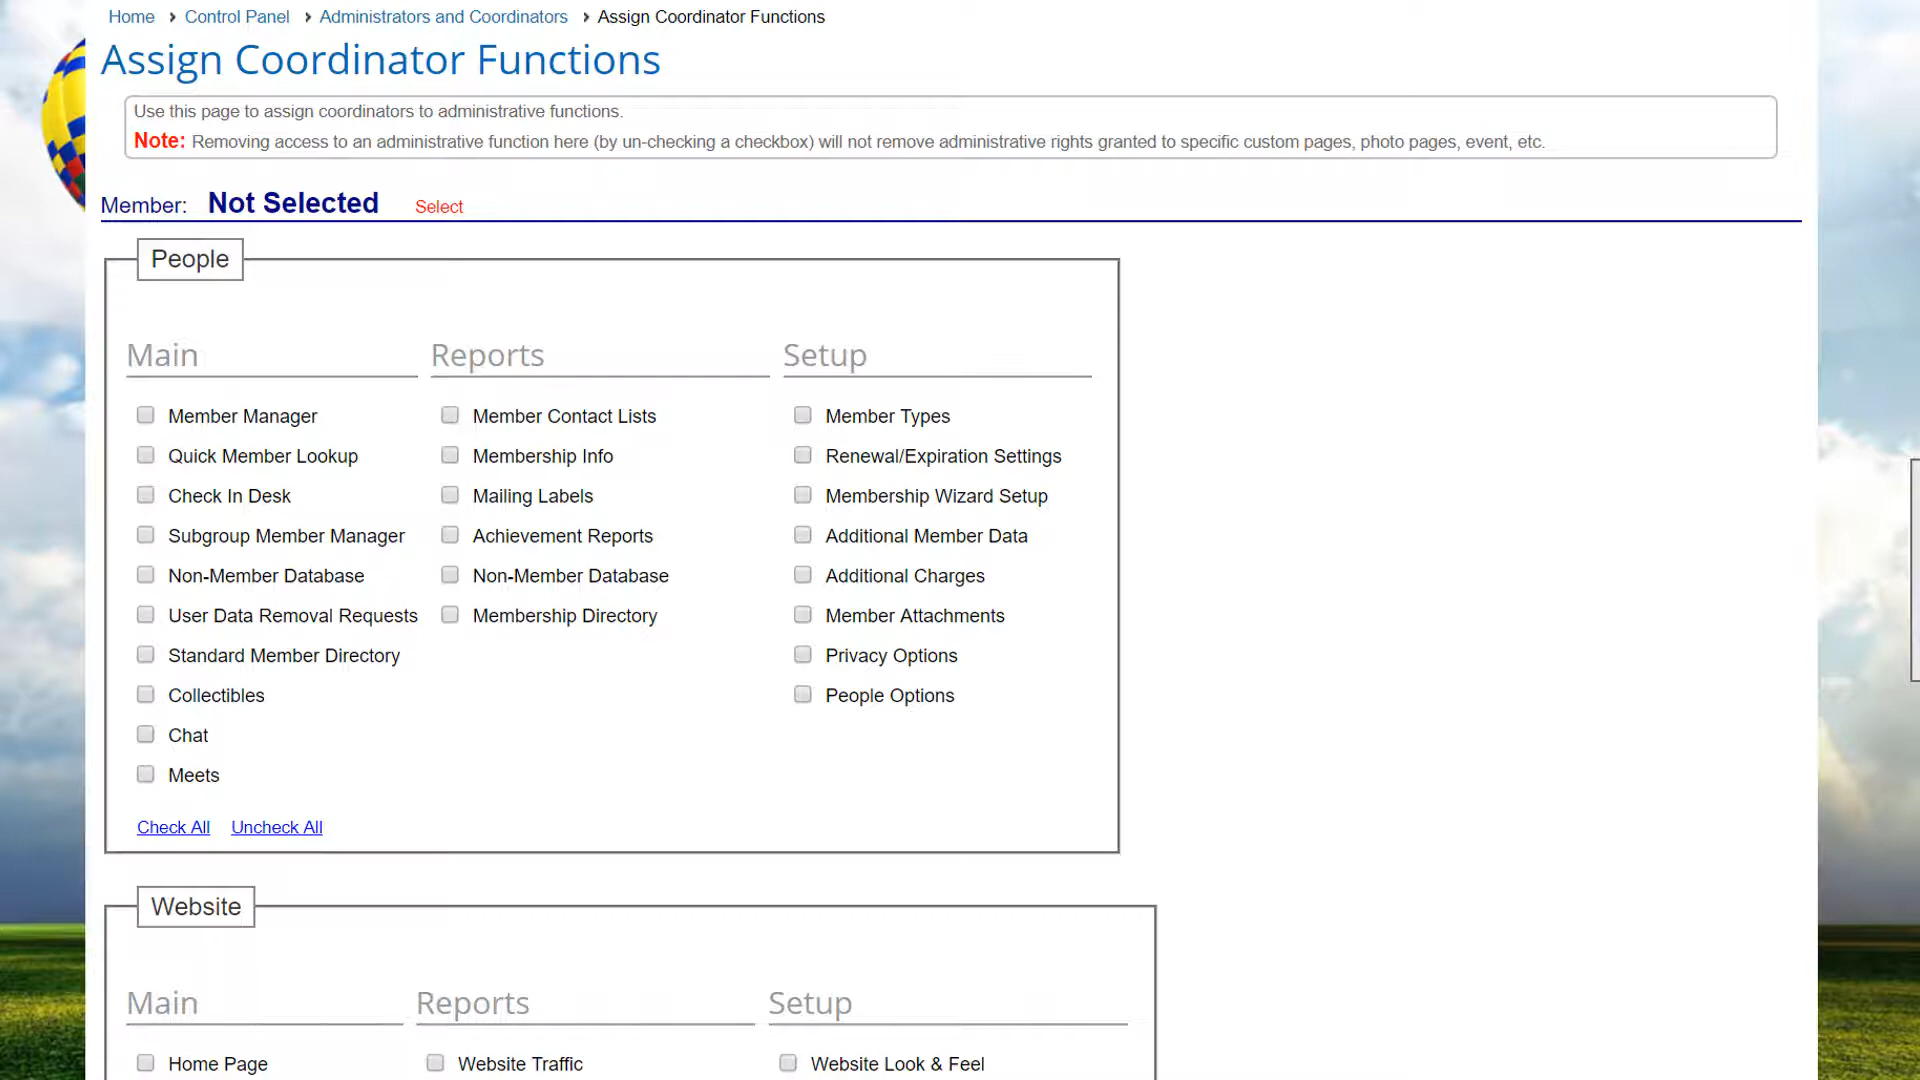 Home › Control Panel › Administrators and Coordinators › Assign Coordinator Functions
Assign Coordinator Functions
Use this page to assign coordinators to administrative functions.
Note: Removing access to an administrative function here (by un-checking a checkbox) will not remove administrative rights granted to specific custom pages, photo pages, event, etc.
Member: Not Selected Select
People
Main Reports Setup
Member Manager Member Contact Lists Member Types
Quick Member Lookup Membership Info Renewal/Expiration Settings
Check In Desk Mailing Labels Membership Wizard Setup
Subgroup Member Manager Achievement Reports Additional Member Data
Non-Member Database Non-Member Database Additional Charges
User Data Removal Requests Membership Directory Member Attachments
Standard Member Directory Privacy Options
Collectibles People Options
Chat
Meets
Check All Uncheck All
Website
Main Reports Setup
Home Page Website Traffic Website Look & Feel